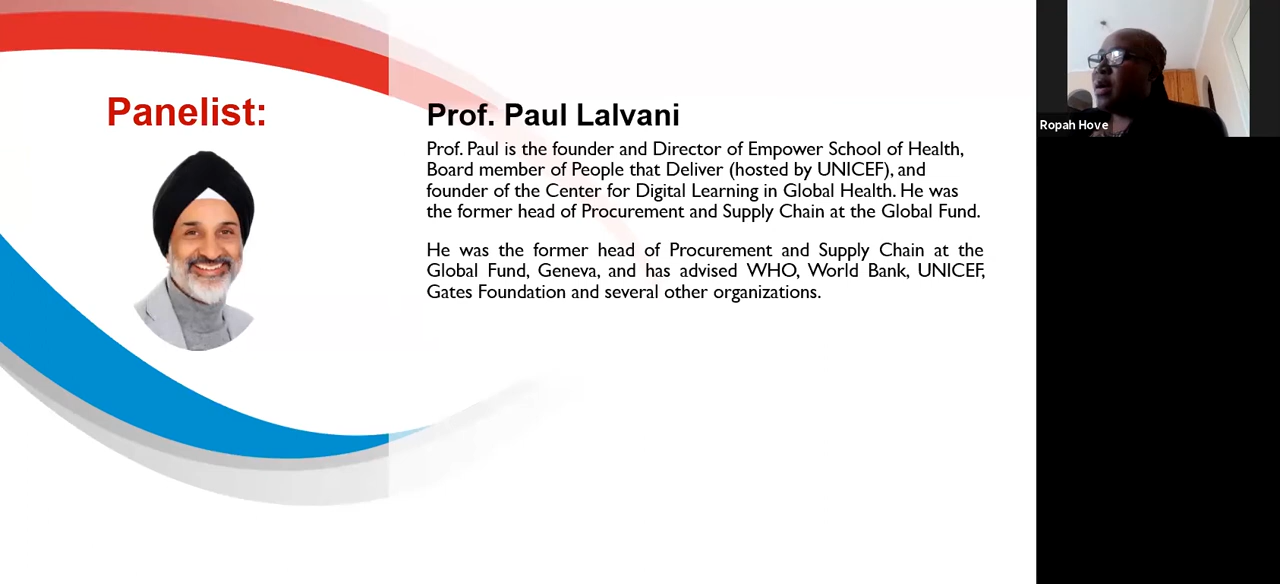 Panelist:
Prof. Paul Lalvani
Prof. Paul is the founder and Director of Empower School of Health,
Board member of People that Deliver (hosted by UNICEF), and
founder of the Center for Digital Learning in Global Health. He was
the former head of Procurement and Supply Chain at the Global Fund.
He was the former head of Procurement and Supply Chain at the
Global Fund, Geneva, and has advised WHO, World Bank, UNICEF,
Gates Foundation and several other organizations.
Ropah Hove